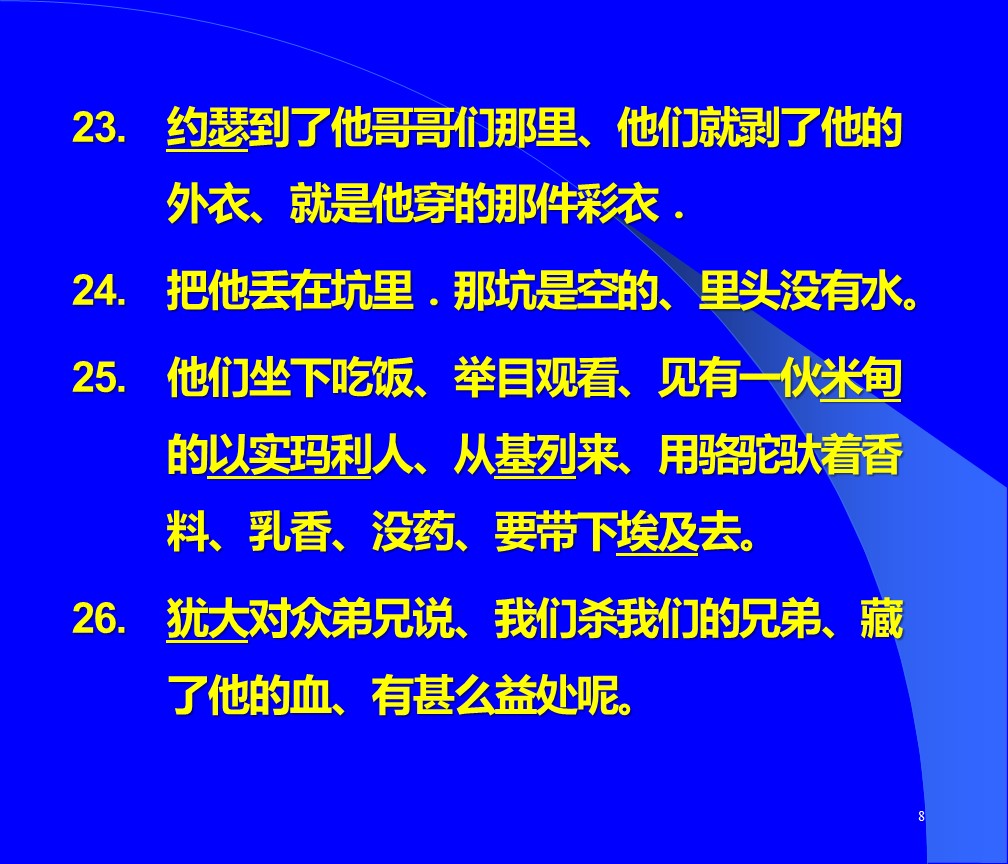 23. 约瑟到了他哥哥们那里、他们就剥了他的
外衣、就是他穿的那件彩衣．
24. 把他丢在坑里．那坑是空的、里头没有水。
25. 他们坐下吃饭、举目观看、见有一伙米甸
的以实玛利人、从基列来、用骆驼驮着香
料、乳香、没药、要带下埃及去。
26. 犹大对众弟兄说、我们杀我们的兄弟、藏
了他的血、有甚么益处呢。
8